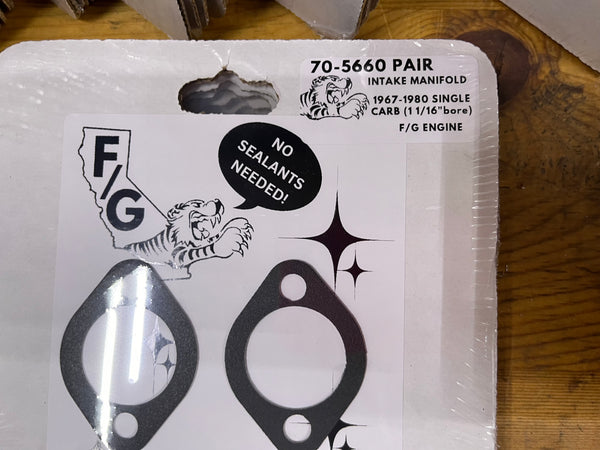 70-5660 PAIR
INTAKE MANIFOLD
1967-1980 SINGLE
CARB (1 1/16"bore)
F/G ENGINE
NO
SEALANTS
NEEDED!
F/G